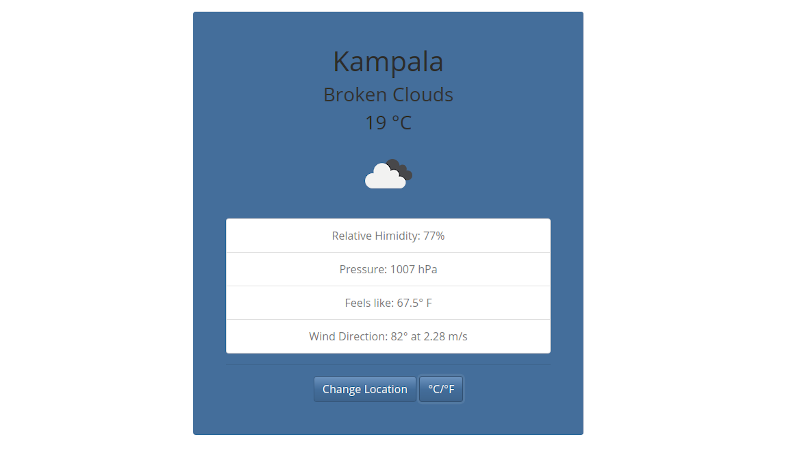 Kampala
Broken Clouds
19 °C
Relative Himidity: 77%
Pressure: 1007 hPa
Feels like: 67.5° F
Wind Direction: 82° at 2.28 m/s
Change Location °C/°F